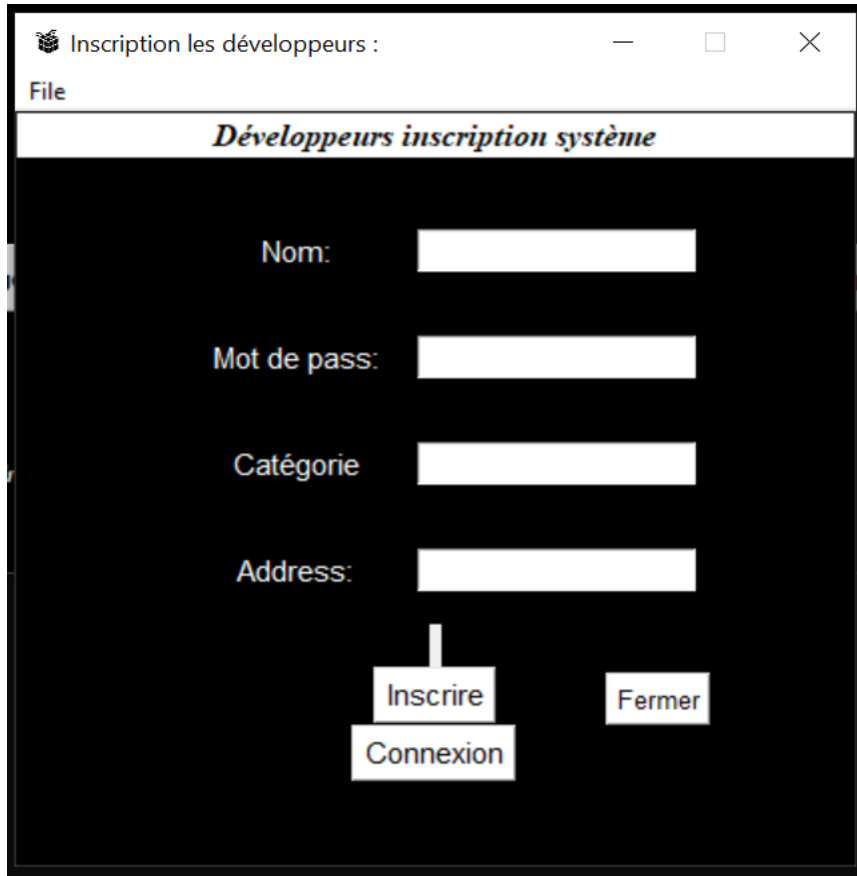 Inscription les développeurs :
File
Développeurs inscription système
Nom:
Mot de pass:
Catégorie
Address:
Inscrire
Fermer
Connexion